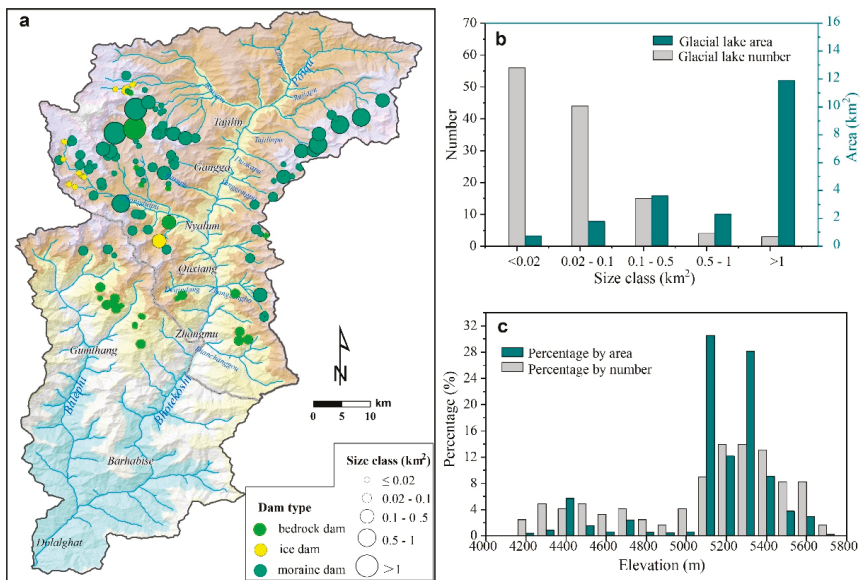 a
Poiqu
Tajilin
Tajilinpu
Gangga
Nyalam
Quxiang
Zhangmu
Gumthang
Bhlephi
Bhotekoshi
Barhabise
Dolalghat
N
0 5 10 km
Size class (km²)
≤ 0.02
0.02 - 0.1
0.1 - 0.5
0.5 - 1
>1
Dam type
bedrock dam
ice dam
moraine dam
b
Glacial lake area
Glacial lake number
Number
70
60
50
40
30
20
10
0
Area (km²)
16
14
12
10
8
6
4
2
0
<0.02 0.02 - 0.1 0.1 - 0.5 0.5 - 1 >1
Size class (km²)
c
Percentage by area
Percentage by number
Percentage (%)
32
28
24
20
16
12
8
4
0
4000 4200 4400 4600 4800 5000 5200 5400 5600 5800
Elevation (m)